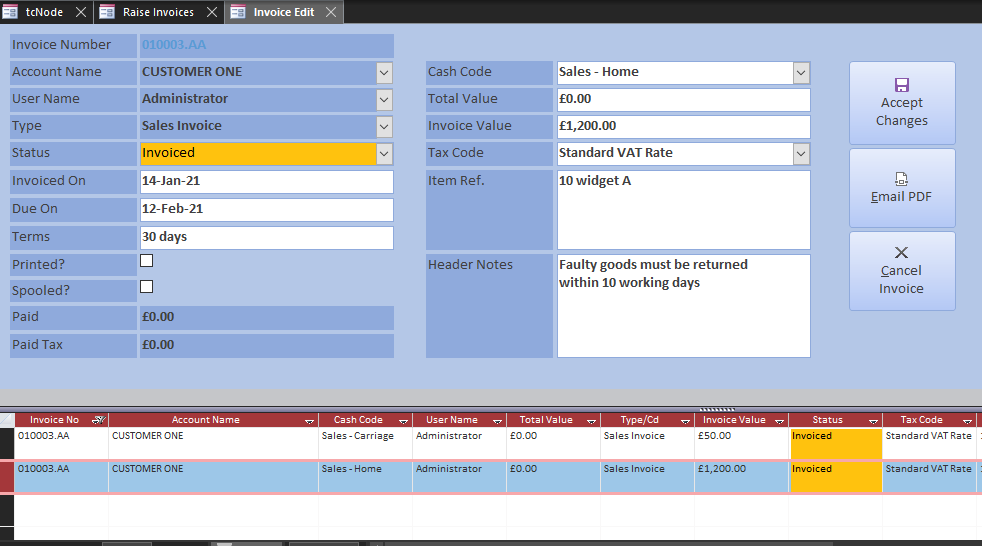 tcNode
Raise Invoices
Invoice Edit
Invoice Number 010003.AA
Account Name CUSTOMER ONE
User Name Administrator
Type Sales Invoice
Status Invoiced
Invoiced On 14-Jan-21
Due On 12-Feb-21
Terms 30 days
Printed?
Spooled?
Paid £0.00
Paid Tax £0.00
Cash Code Sales - Home
Total Value £0.00
Invoice Value £1,200.00
Tax Code Standard VAT Rate
Item Ref. 10 widget A
Header Notes Faulty goods must be returned
within 10 working days
Accept
Changes
Email PDF
Cancel
Invoice
Invoice No Account Name Cash Code User Name Total Value Type/Cd Invoice Value Status Tax Code
010003.AA CUSTOMER ONE Sales - Carriage Administrator £0.00 Sales Invoice £50.00 Invoiced Standard VAT Rate
010003.AA CUSTOMER ONE Sales - Home Administrator £0.00 Sales Invoice £1,200.00 Invoiced Standard VAT Rate